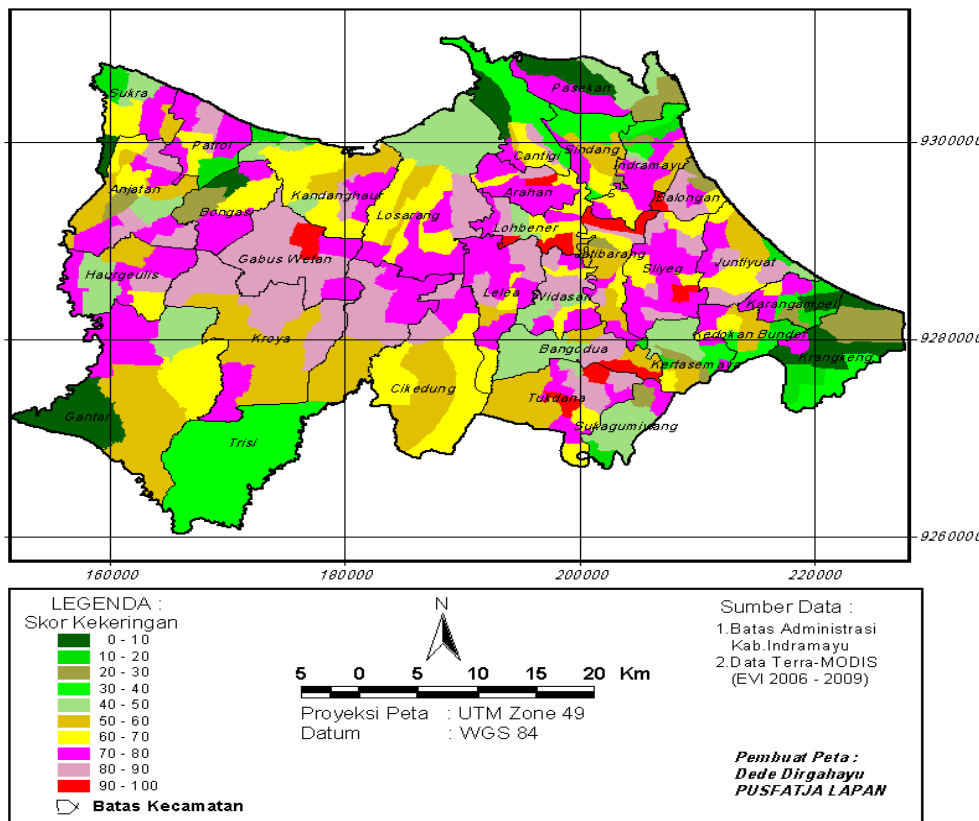 Pasekan
Sukra
9300000
Patrol
Cantigi
Sindang
Indramayu
Anjatan
Kandanghaur
Arahan
Balongan
Bongas
Losarang
Lohbener
Gabus Wetan
Jatibarang
Sliyeg
Juntiyuat
Haurgeulis
Lelea
Widasari
Karangampel
Kroya
Bangodua
Kedokan Bunder
9280000
Krangkeng
Cikedung
Kertasemaya
Gantar
Tukdana
Trisi
Sukagumiwang
9260000
160000 180000 200000 220000
LEGENDA :
Skor Kekeringan
0 - 10
10 - 20
20 - 30
30 - 40
40 - 50
50 - 60
60 - 70
70 - 80
80 - 90
90 - 100
Batas Kecamatan
N
5 0 5 10 15 20 Km
Proyeksi Peta : UTM Zone 49
Datum : WGS 84
Sumber Data :
1.Batas Administrasi
Kab.Indramayu
2.Data Terra-MODIS
(EVI 2006 - 2009)
Pembuat Peta :
Dede Dirgahayu
PUSFATJA LAPAN